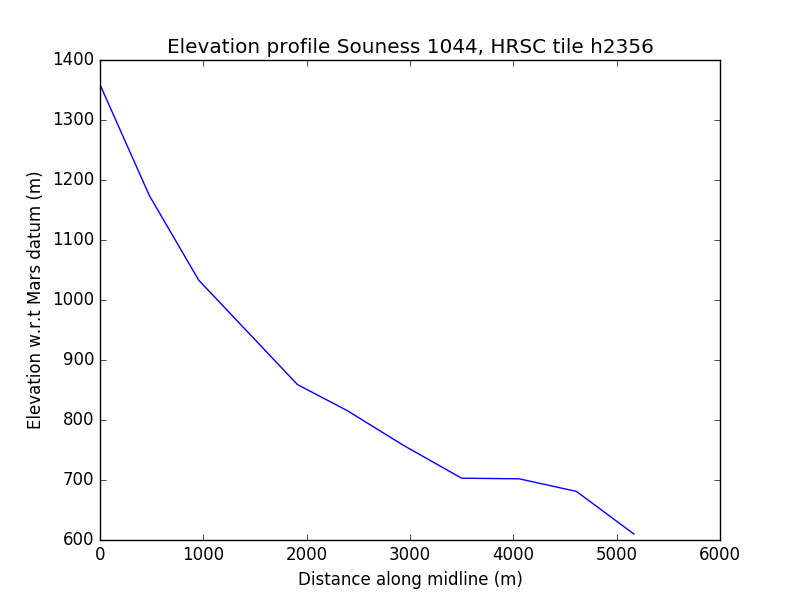 Elevation profile Souness 1044, HRSC tile h2356
1400
1300
1200
1100
1000
900
800
700
600
Elevation w.r.t Mars datum (m)
0 1000 2000 3000 4000 5000 6000
Distance along midline (m)